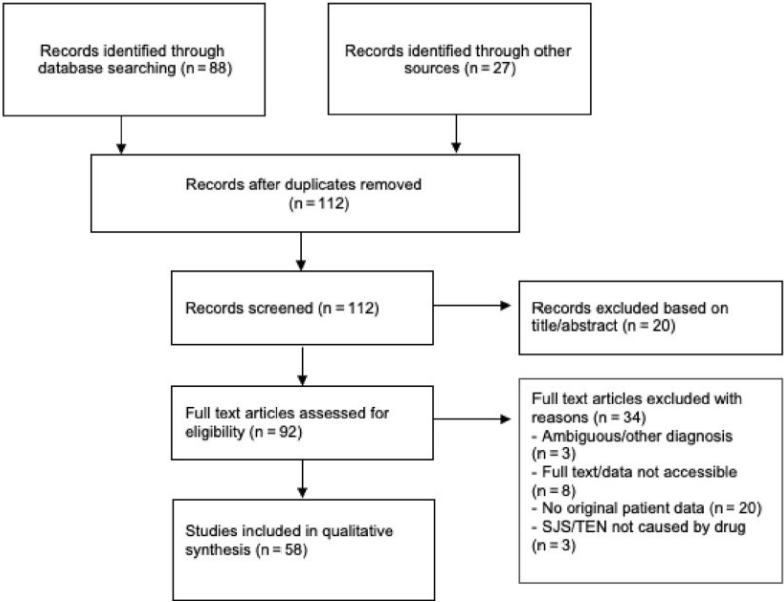 Records identified through
database searching (n = 88)
Records identified through other
sources (n = 27)
Records after duplicates removed
(n = 112)
Records screened (n = 112)
Records excluded based on
title/abstract (n = 20)
Full text articles assessed for
eligibility (n = 92)
Full text articles excluded with
reasons (n = 34)
- Ambiguous/other diagnosis
(n = 3)
- Full text/data not accessible
(n = 8)
- No original patient data (n = 20)
- SJS/TEN not caused by drug
(n = 3)
Studies included in qualitative
synthesis (n = 58)